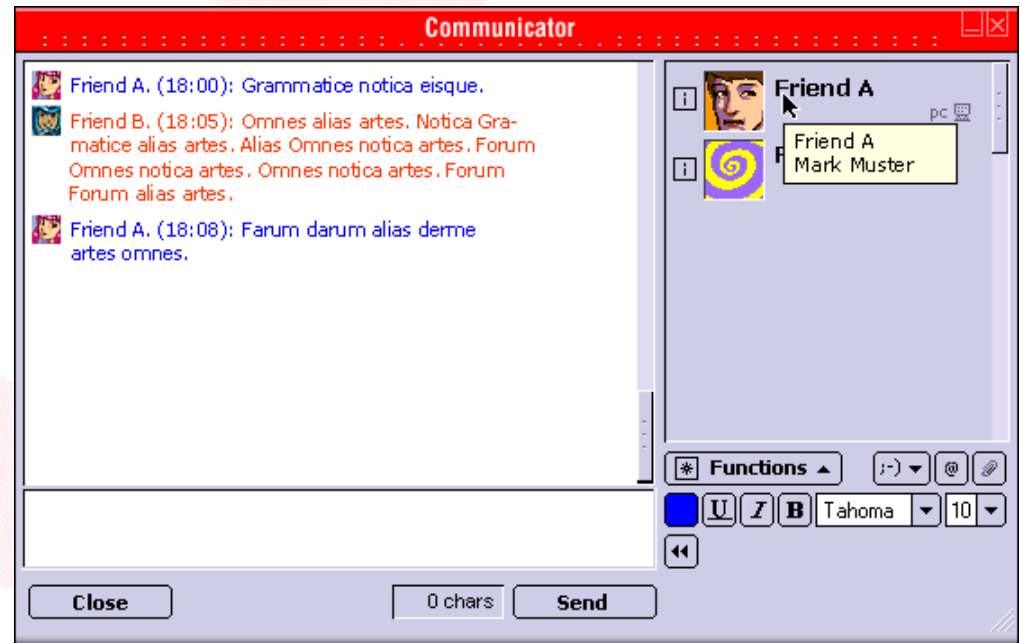 Communicator
Friend A. (18:00): Grammatice notica eisque.
Friend B. (18:05): Omnes alias artes. Notica Gra-
matice alias artes. Alias Omnes notica artes. Forum
Omnes notica artes. Omnes notica artes. Forum
Forum alias artes.
Friend A. (18:08): Farum darum alias derme
artes omnes.
i
Friend A
pc
Friend A
Mark Muster
i
Functions
;-)
@
U I B Tahoma 10
Close
0 chars
Send